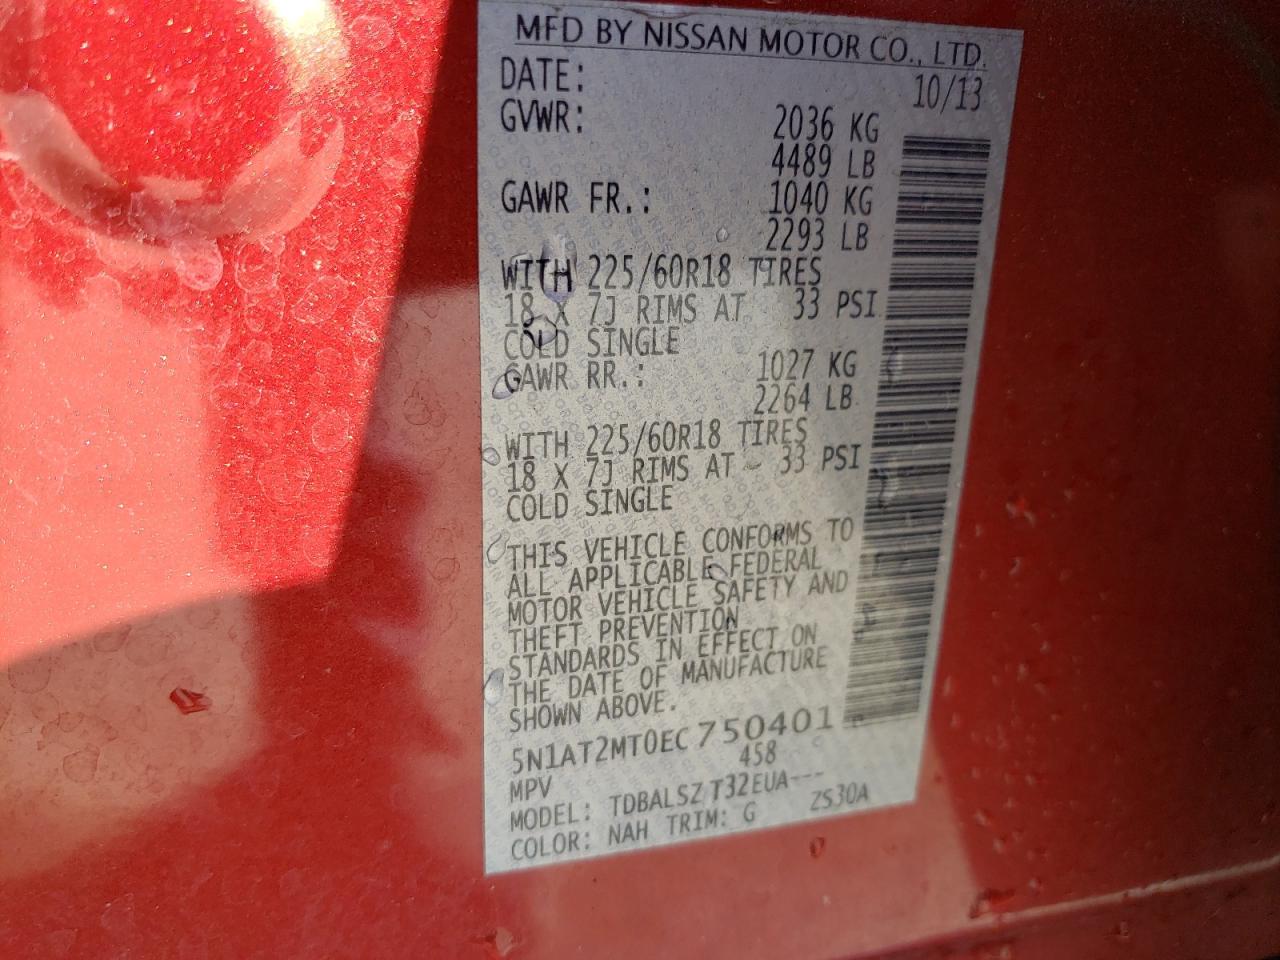 MFD BY NISSAN MOTOR CO., LTD.
DATE: 10/13
GVWR: 2036 KG
4489 LB
GAWR FR.: 1040 KG
2293 LB
WITH 225/60R18 TIRES
18 X 7J RIMS AT 33 PSI
COLD SINGLE
GAWR RR.: 1027 KG
2264 LB
WITH 225/60R18 TIRES
18 X 7J RIMS AT 33 PSI
COLD SINGLE
THIS VEHICLE CONFORMS TO
ALL APPLICABLE FEDERAL
MOTOR VEHICLE SAFETY AND
THEFT PREVENTION
STANDARDS IN EFFECT ON
THE DATE OF MANUFACTURE
SHOWN ABOVE.
5N1AT2MT0EC750401
MPV 458
MODEL: TDBALSZ T32EUA---
COLOR: NAH TRIM: G ZS30A